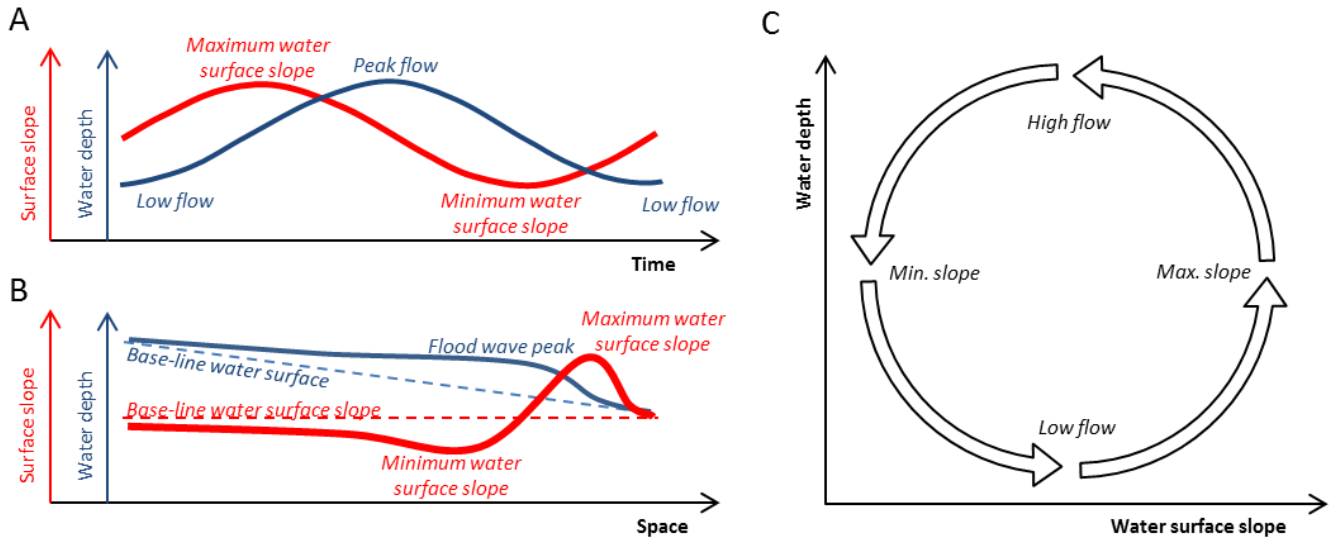 A
Surface slope
Water depth
Maximum water
surface slope
Peak flow
Low flow
Minimum water
surface slope
Low flow
Time
B
Surface slope
Water depth
Base-line water surface
Flood wave peak
Maximum water
surface slope
Base-line water surface slope
Minimum water
surface slope
Space
C
Water depth
High flow
Min. slope
Max. slope
Low flow
Water surface slope